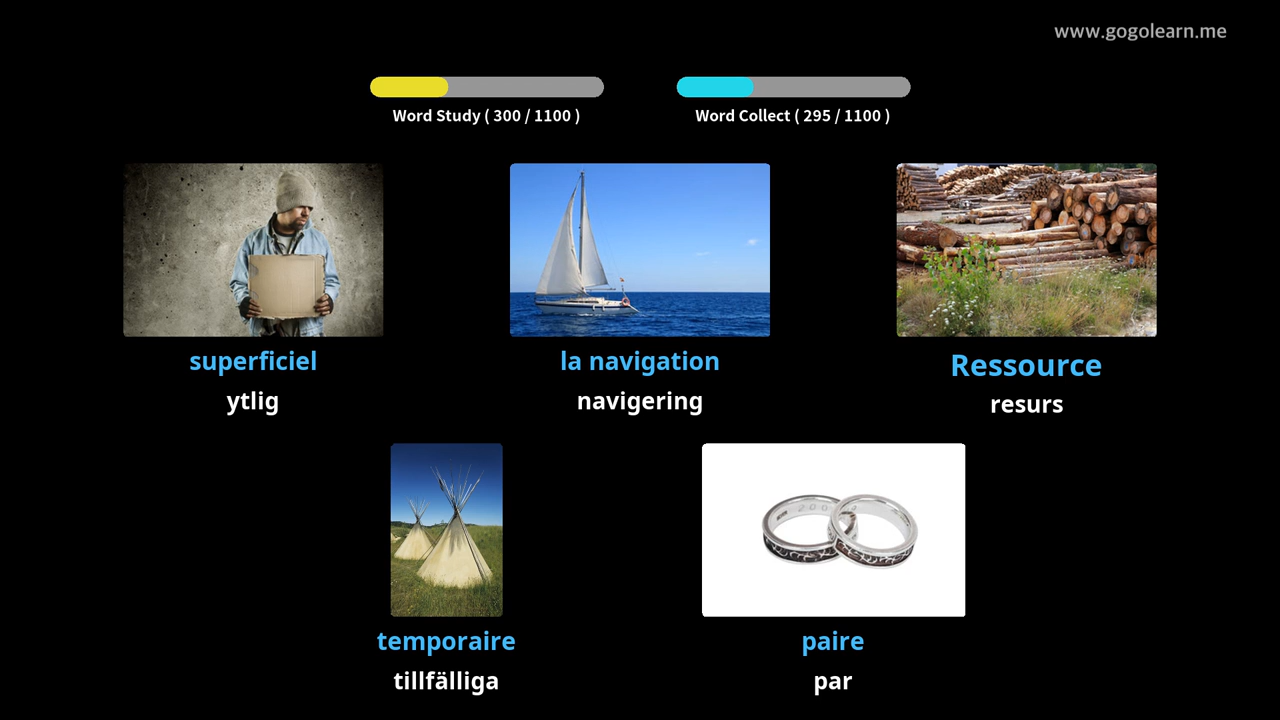 www.gogolearn.me
Word Study ( 300 / 1100 )
Word Collect ( 295 / 1100 )
superficiel
ytlig
la navigation
navigering
Ressource
resurs
temporaire
tillfälliga
paire
par